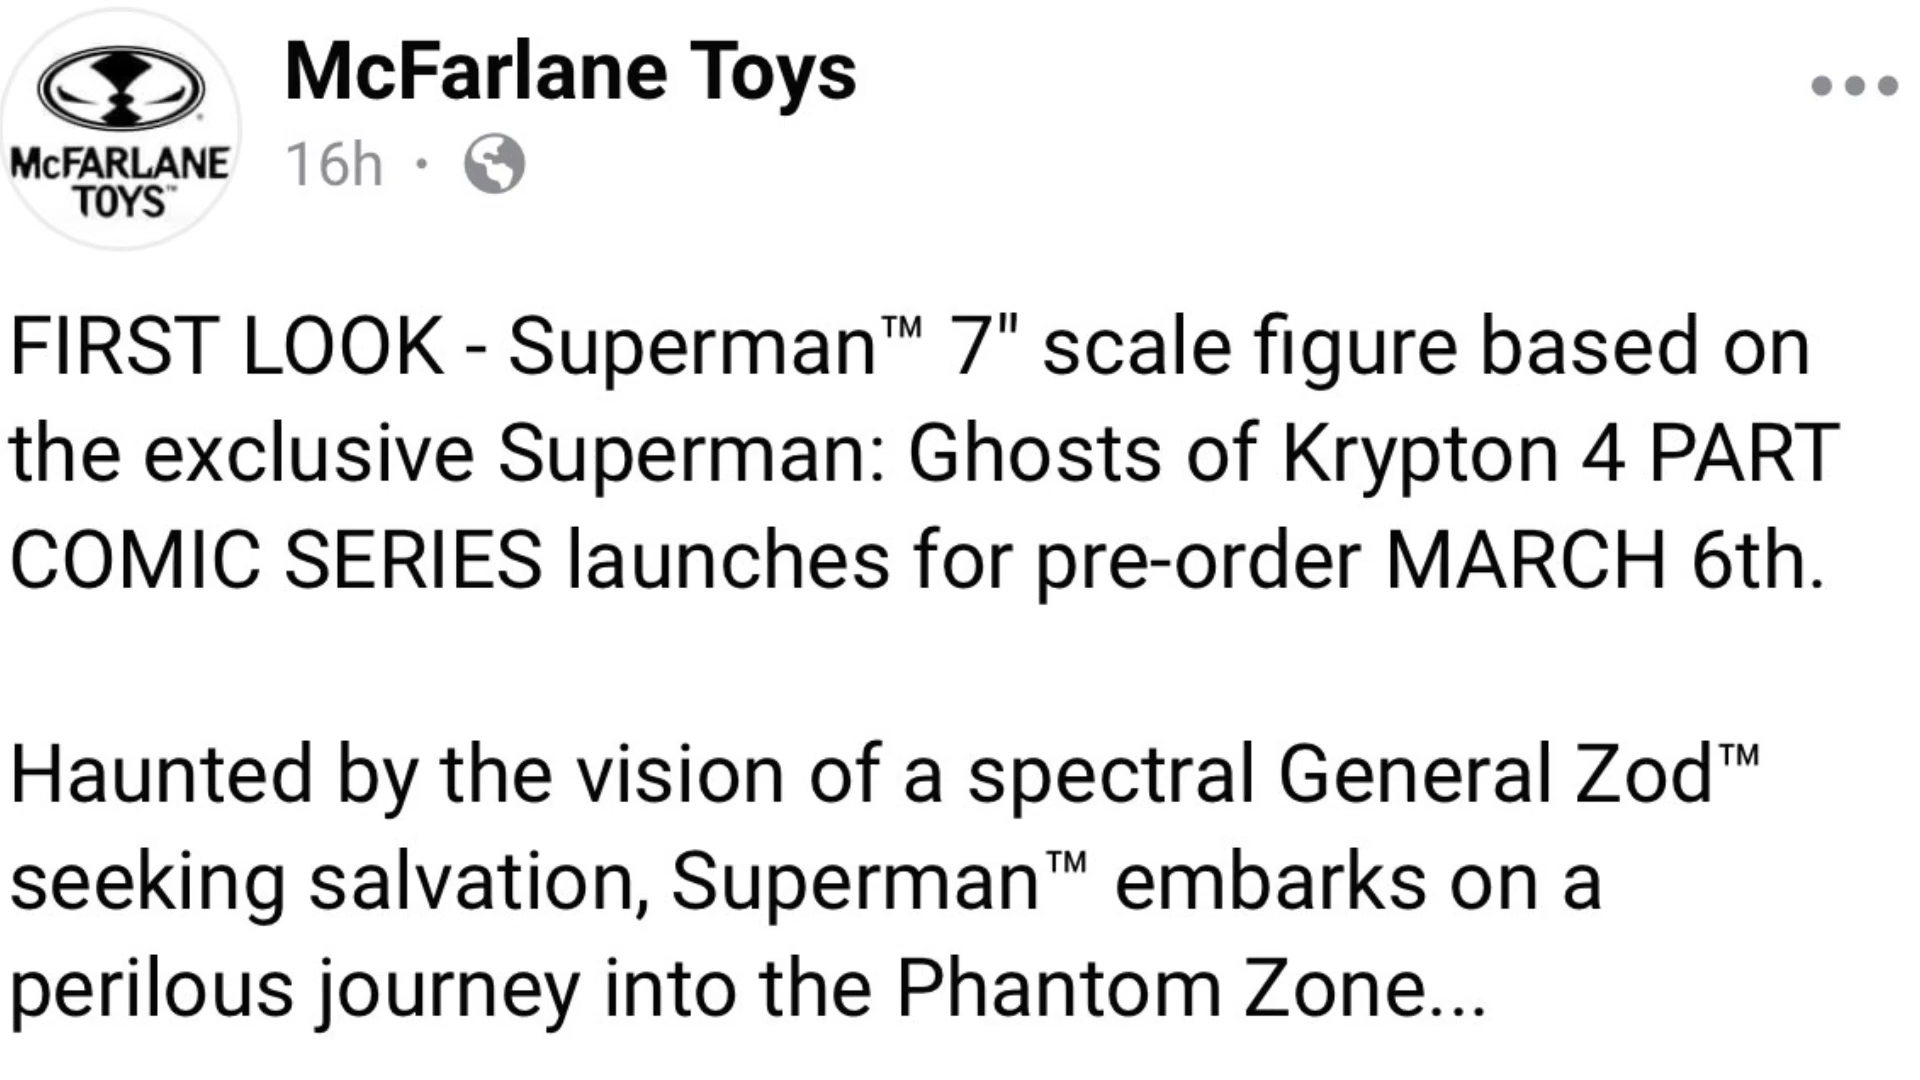 McFARLANE
TOYS™
McFarlane Toys
16h ·
FIRST LOOK - Superman™ 7" scale figure based on
the exclusive Superman: Ghosts of Krypton 4 PART
COMIC SERIES launches for pre-order MARCH 6th.
Haunted by the vision of a spectral General Zod™
seeking salvation, Superman™ embarks on a
perilous journey into the Phantom Zone...